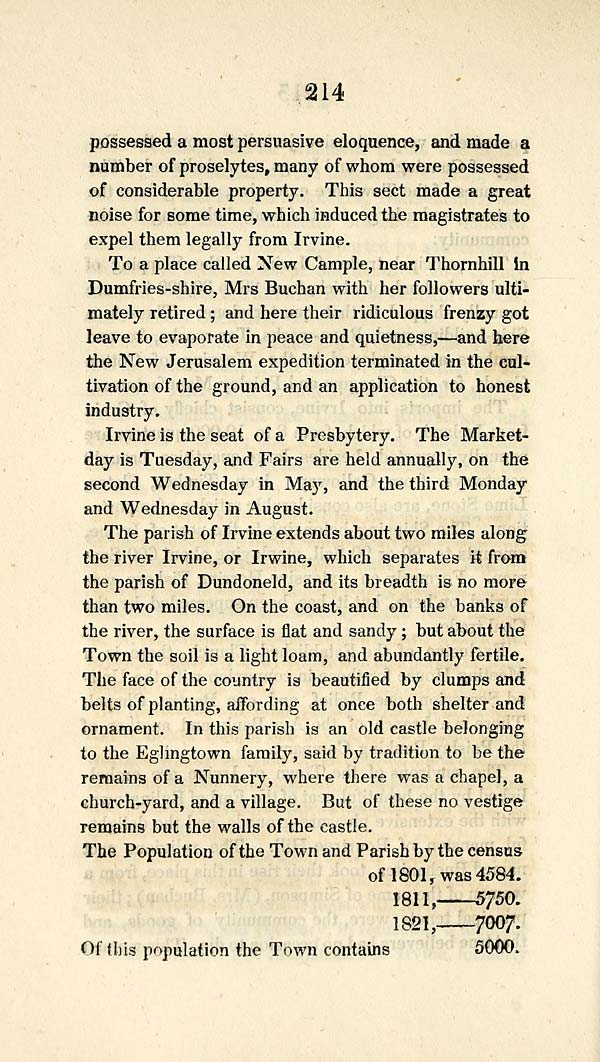 214
possessed a most persuasive eloquence, and made a
number of proselytes, many of whom were possessed
of considerable property. This sect made a great
noise for some time, which induced the magistrates to
expel them legally from Irvine.
To a place called New Cample, near Thornhill in
Dumfries-shire, Mrs Buchan with her followers ulti-
mately retired; and here their ridiculous frenzy got
leave to evaporate in peace and quietness,—and here
the New Jerusalem expedition terminated in the cul-
tivation of the ground, and an application to honest
industry.
Irvine is the seat of a Presbytery. The Market-
day is Tuesday, and Fairs are held annually, on the
second Wednesday in May, and the third Monday
and Wednesday in August.
The parish of Irvine extends about two miles along
the river Irvine, or Irwine, which separates it from
the parish of Dundoneld, and its breadth is no more
than two miles. On the coast, and on the banks of
the river, the surface is flat and sandy; but about the
Town the soil is a light loam, and abundantly fertile.
The face of the country is beautified by clumps and
belts of planting, affording at once both shelter and
ornament. In this parish is an old castle belonging
to the Eglingtown family, said by tradition to be the
remains of a Nunnery, where there was a chapel, a
church-yard, and a village. But of these no vestige
remains but the walls of the castle.
The Population of the Town and Parish by the census
of 1801, was 4584.
1811,——5750.
1821,——7007.
Of this population the Town contains 5000.